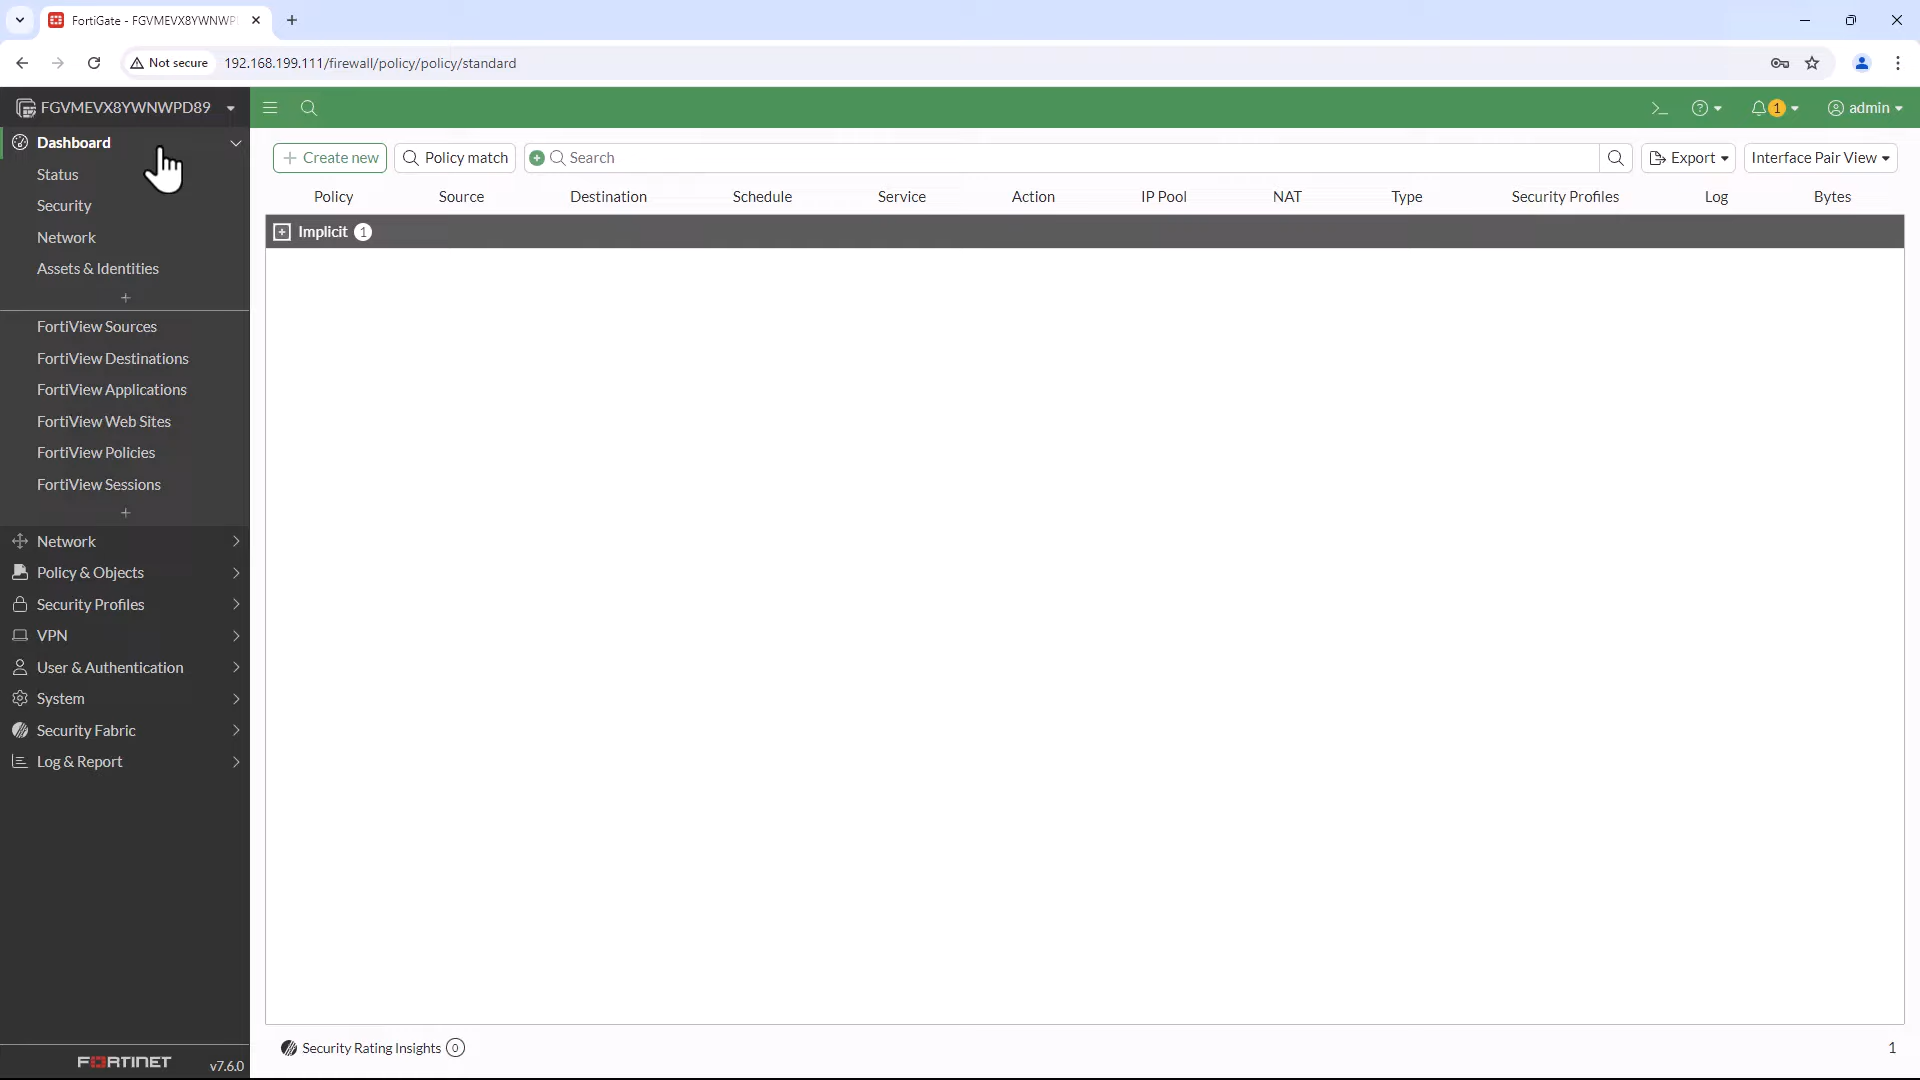 FortiGate - FGVMEVX8YWNWP
Not secure
192.168.199.111/firewall/policy/policy/standard
FGVMEVX8YWNWPD89
1
admin
Dashboard
Status
Security
Network
Assets & Identities
+
FortiView Sources
FortiView Destinations
FortiView Applications
FortiView Web Sites
FortiView Policies
FortiView Sessions
+
Network
Policy & Objects
Security Profiles
VPN
User & Authentication
System
Security Fabric
Log & Report
FORTINET
v7.6.0
Create new
Policy match
Search
Export
Interface Pair View
Policy Source Destination Schedule Service Action IP Pool NAT Type Security Profiles Log Bytes
Implicit 1
Security Rating Insights 0
1